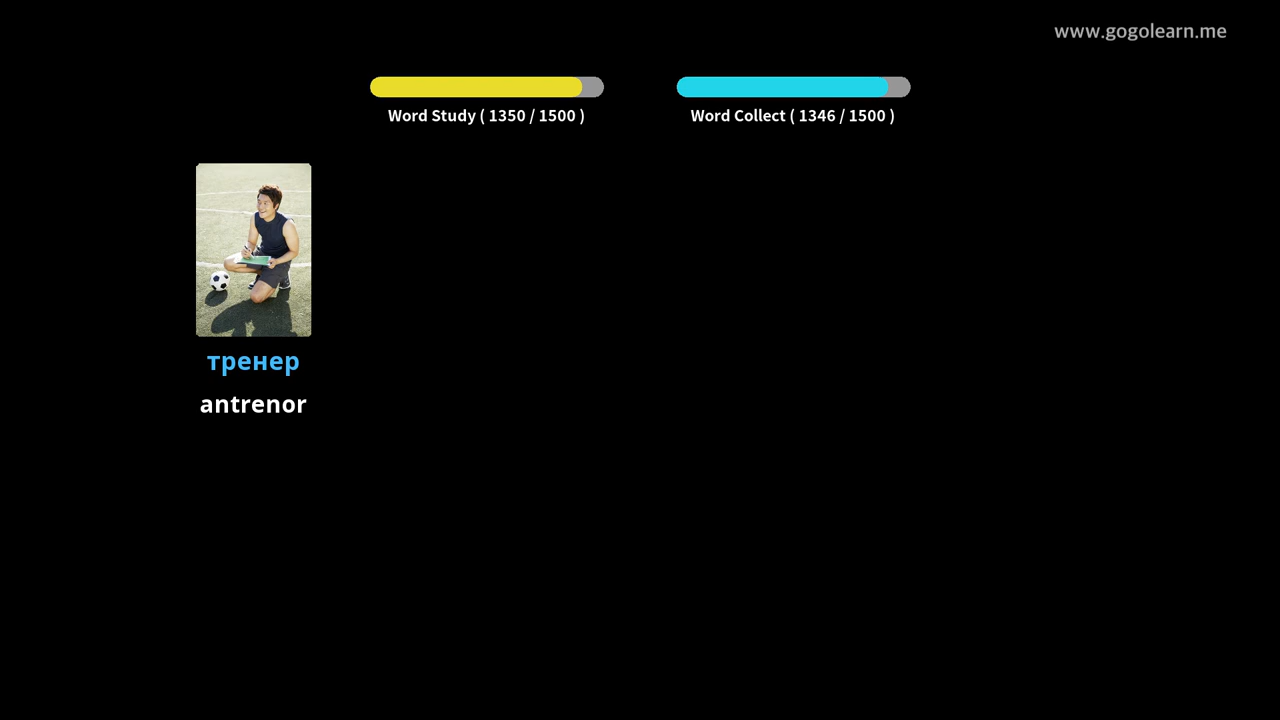 www.gogolearn.me
Word Study ( 1350 / 1500 )
Word Collect ( 1346 / 1500 )
тренер
antrenor